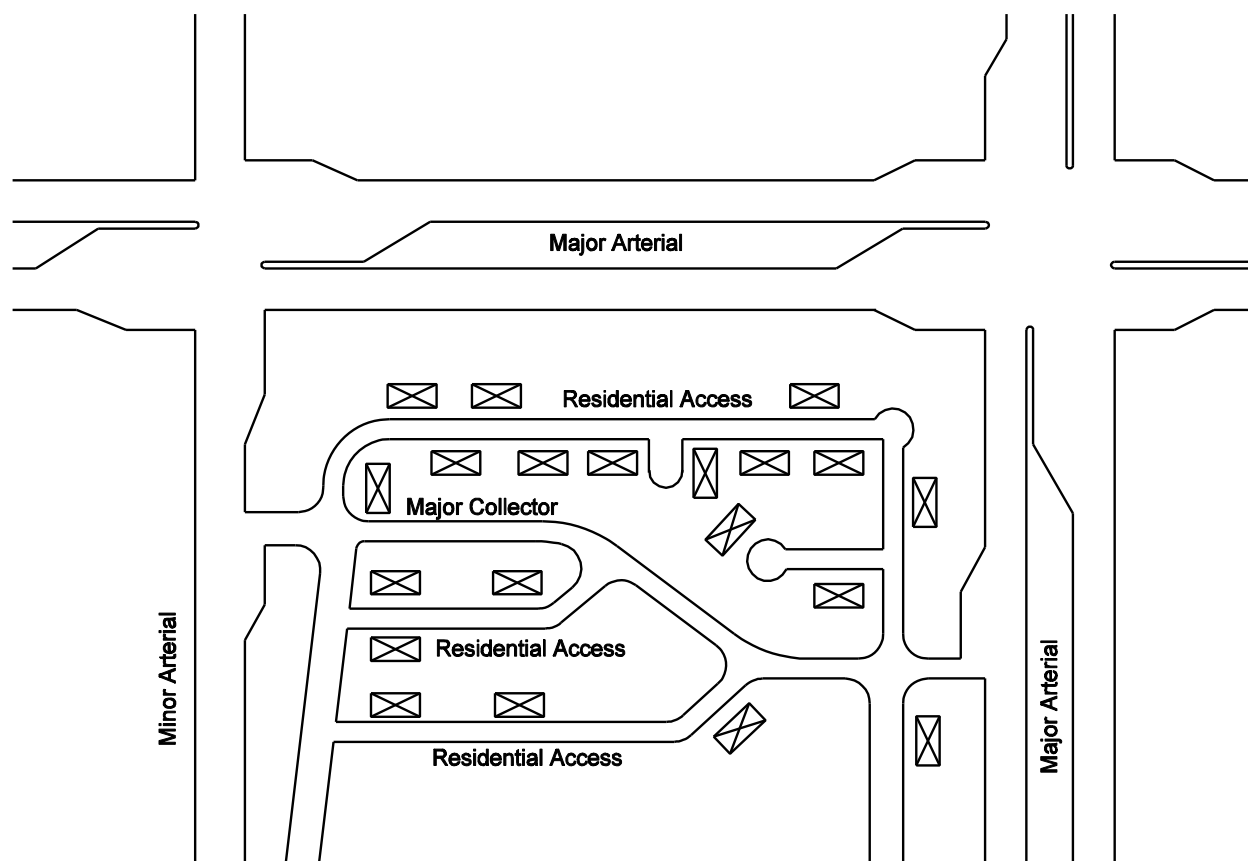 Major Arterial
Residential Access
Major Collector
Residential Access
Residential Access
Minor Arterial
Major Arterial